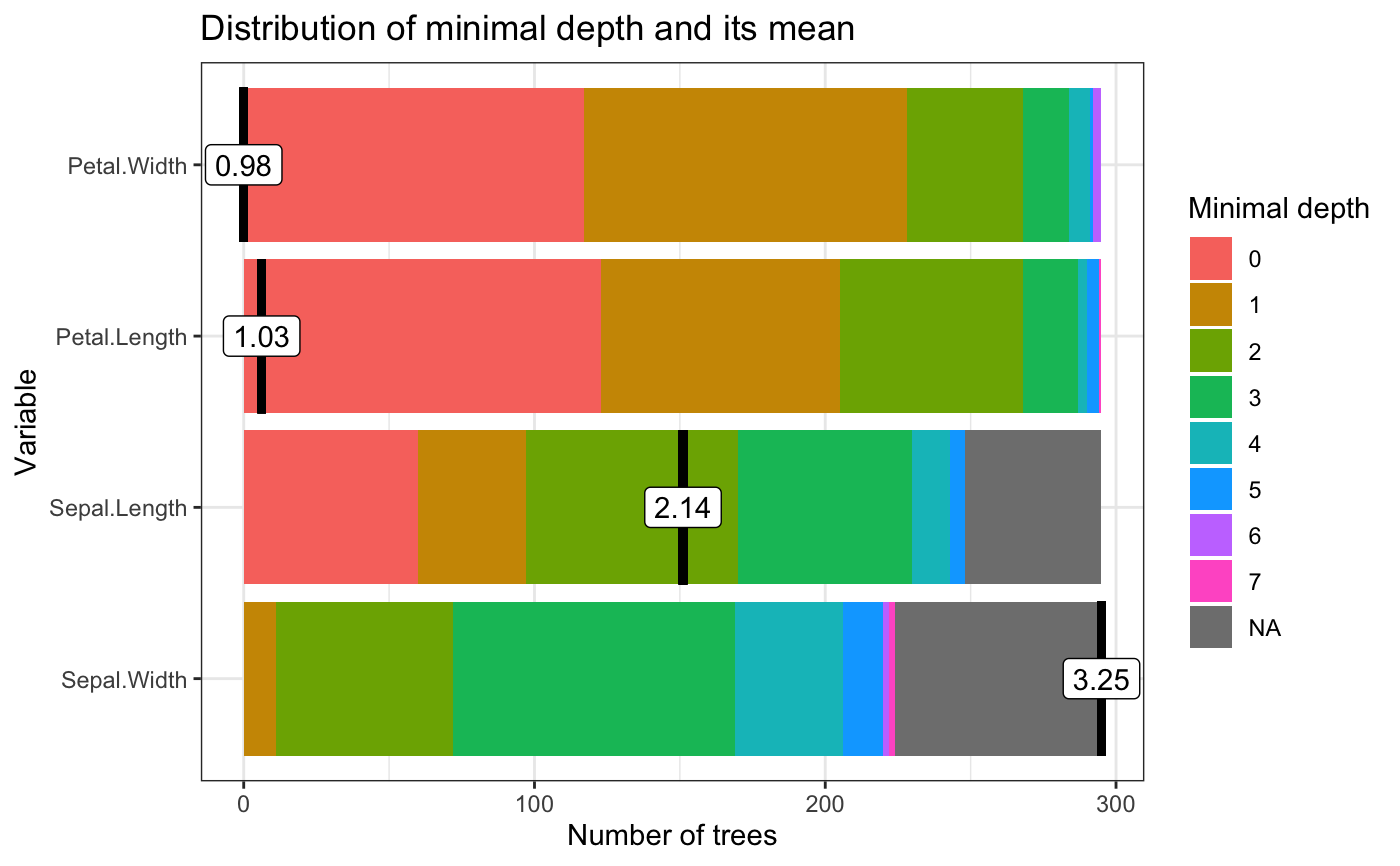 Distribution of minimal depth and its mean
Variable
Petal.Width
0.98
Petal.Length
1.03
Sepal.Length
2.14
Sepal.Width
3.25
0 100 200 300
Number of trees
Minimal depth
0
1
2
3
4
5
6
7
NA